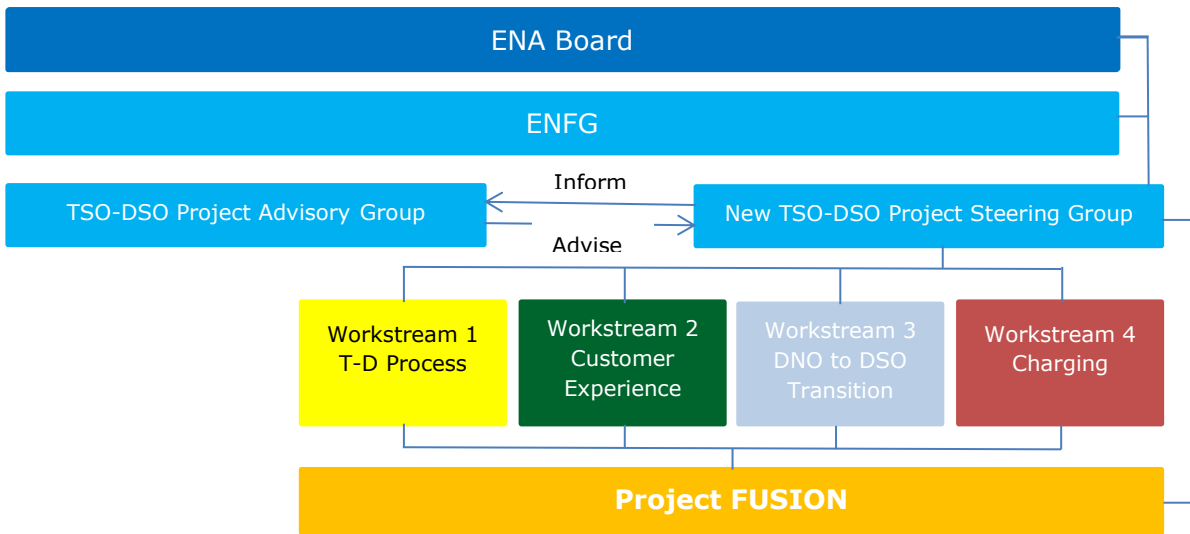 ENA Board
ENFG
Inform
TSO-DSO Project Advisory Group
New TSO-DSO Project Steering Group
Advise
Workstream 1
T-D Process
Workstream 2
Customer
Experience
Workstream 3
DNO to DSO
Transition
Workstream 4
Charging
Project FUSION